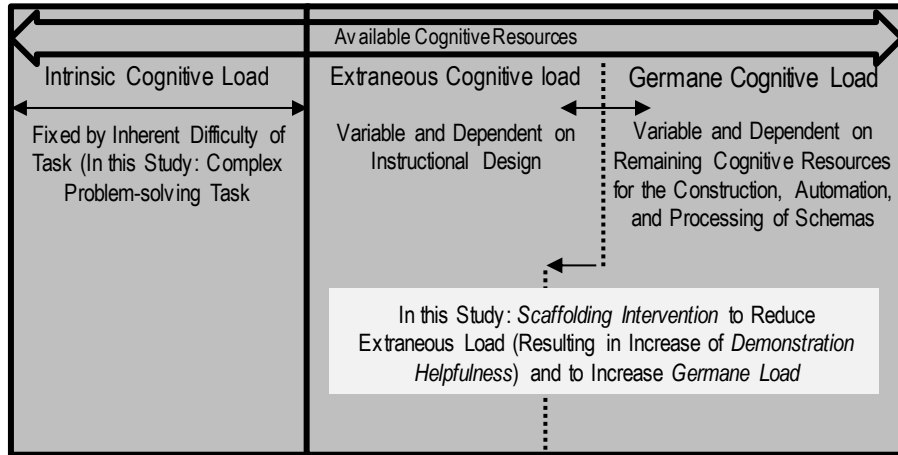 Available Cognitive Resources
Intrinsic Cognitive Load
Fixed by Inherent Difficulty of
Task (In this Study: Complex
Problem-solving Task
Extraneous Cognitive load
Variable and Dependent on
Instructional Design
Germane Cognitive Load
Variable and Dependent on
Remaining Cognitive Resources
for the Construction, Automation,
and Processing of Schemas
In this Study: Scaffolding Intervention to Reduce
Extraneous Load (Resulting in Increase of Demonstration
Helpfulness) and to Increase Germane Load